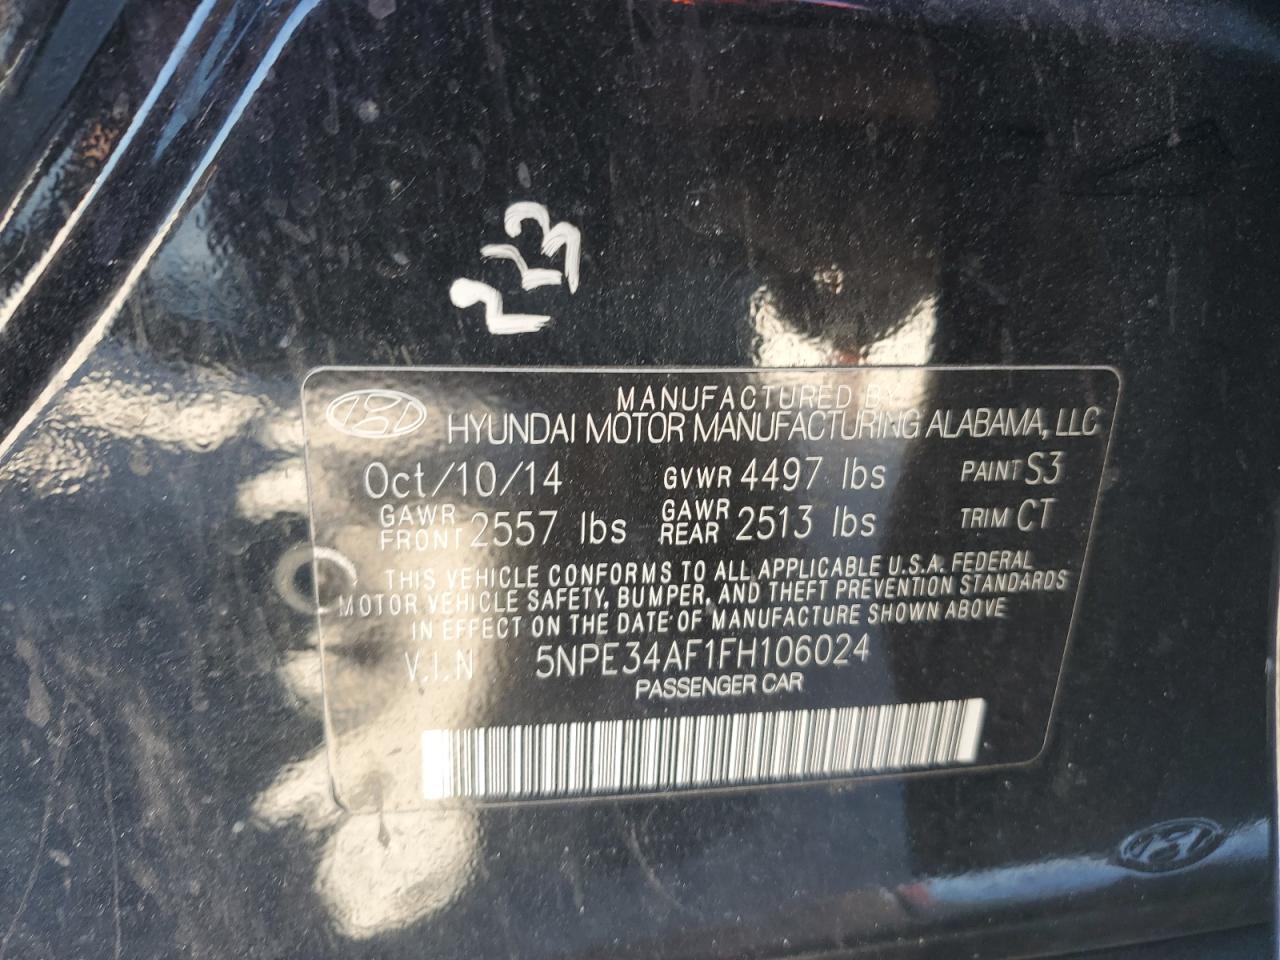 223
MANUFACTURED BY
HYUNDAI MOTOR MANUFACTURING ALABAMA, LLC
Oct/10/14 GVWR 4497 lbs PAINT S3
GAWR FRONT 2557 lbs GAWR REAR 2513 lbs TRIM CT
THIS VEHICLE CONFORMS TO ALL APPLICABLE U.S.A. FEDERAL
MOTOR VEHICLE SAFETY, BUMPER, AND THEFT PREVENTION STANDARDS
IN EFFECT ON THE DATE OF MANUFACTURE SHOWN ABOVE
V.I.N 5NPE34AF1FH106024
PASSENGER CAR